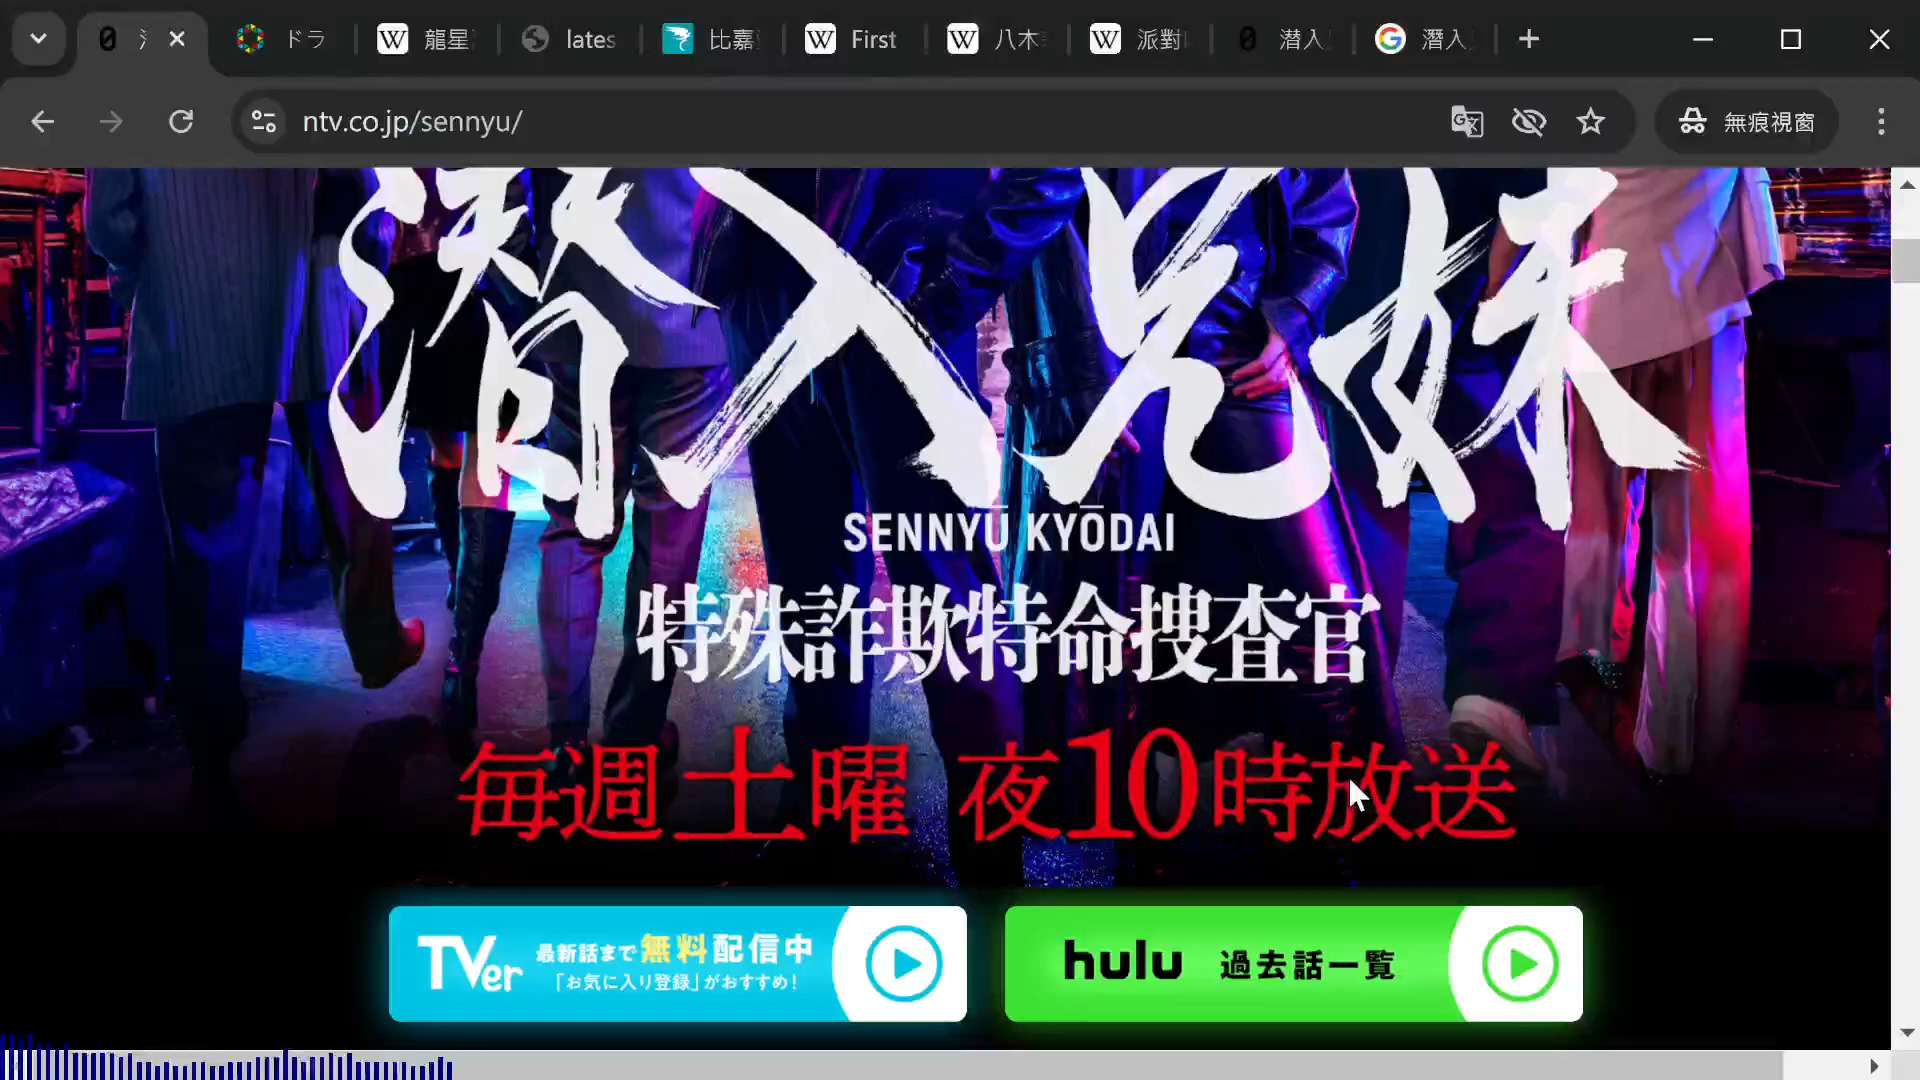 ドラ
龍星
lates
比嘉
First
八木
派對
潜入
潛入
ntv.co.jp/sennyu/
無痕視窗
潜入兄妹
SENNYŪ KYŌDAI
特殊詐欺特命捜査官
毎週土曜 夜10時放送
TVer 最新話まで無料配信中
「お気に入り登録」がおすすめ!
hulu 過去話一覧